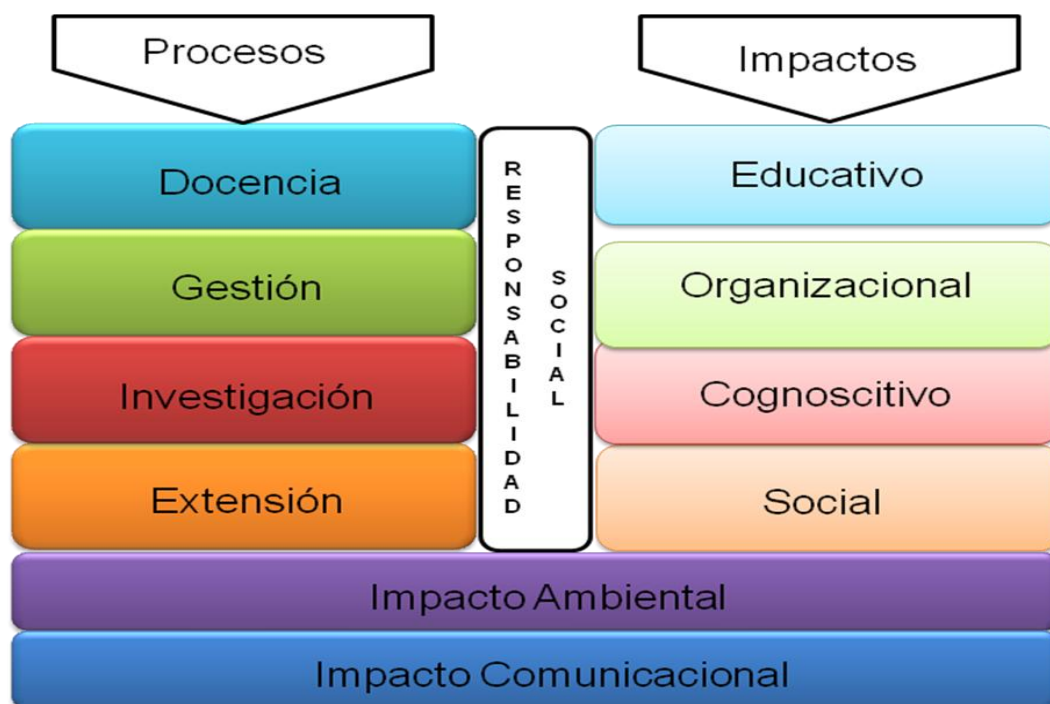 Procesos
Impactos
Docencia
Gestión
Investigación
Extensión
RESPONSABILIDAD
SOCIAL
Educativo
Organizacional
Cognoscitivo
Social
Impacto Ambiental
Impacto Comunicacional